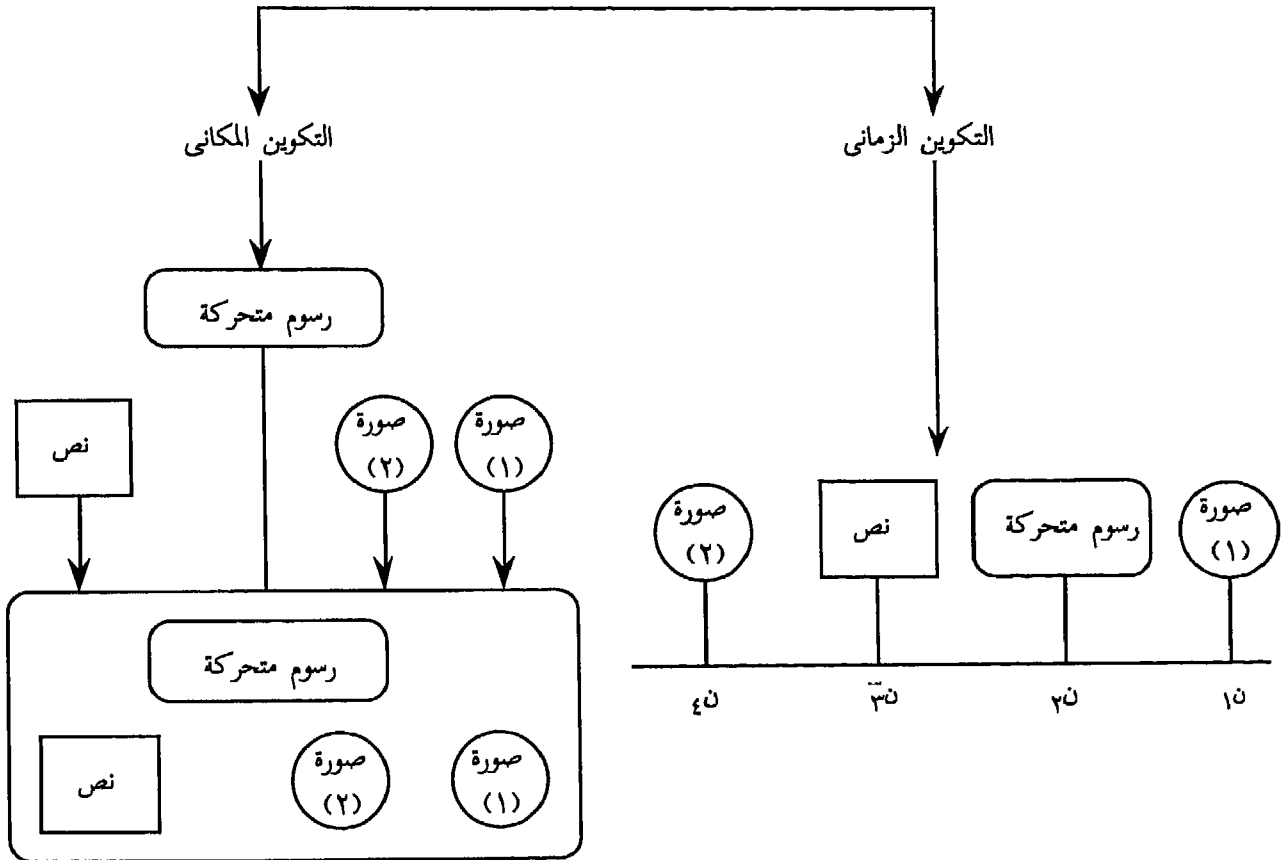 التكوين الزمانى
التكوين المكانى
رسوم متحركة
صورة
(١)
صورة
(٢)
نص
صورة
(١)
رسوم متحركة
نص
صورة
(٢)
رسوم متحركة
ن١
ن٢
ن٣
ن٤
صورة
(١)
صورة
(٢)
نص